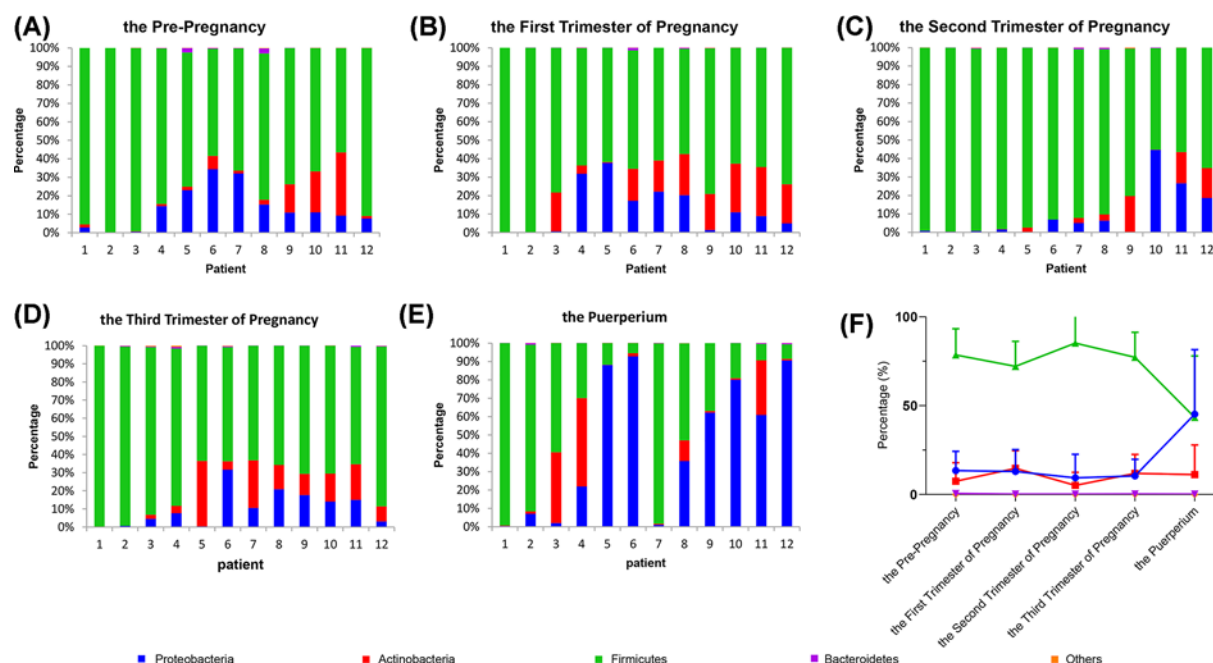 (A)
the Pre-Pregnancy
100%
90%
80%
70%
60%
50%
40%
30%
20%
10%
0%
Percentage
1 2 3 4 5 6 7 8 9 10 11 12
Patient
(B)
the First Trimester of Pregnancy
100%
90%
80%
70%
60%
50%
40%
30%
20%
10%
0%
Percentage
1 2 3 4 5 6 7 8 9 10 11 12
Patient
(C)
the Second Trimester of Pregnancy
100%
90%
80%
70%
60%
50%
40%
30%
20%
10%
0%
Percentage
1 2 3 4 5 6 7 8 9 10 11 12
Patient
(D)
the Third Trimester of Pregnancy
100%
90%
80%
70%
60%
50%
40%
30%
20%
10%
0%
Percentage
1 2 3 4 5 6 7 8 9 10 11 12
patient
(E)
the Puerperium
100%
90%
80%
70%
60%
50%
40%
30%
20%
10%
0%
Percentage
1 2 3 4 5 6 7 8 9 10 11 12
patient
(F)
100
50
0
Percentage (%)
the Pre-Pregnancy
the First Trimester of Pregnancy
the Second Trimester of Pregnancy
the Third Trimester of Pregnancy
the Puerperium
Proteobacteria Actinobacteria Firmicutes Bacteroidetes Others